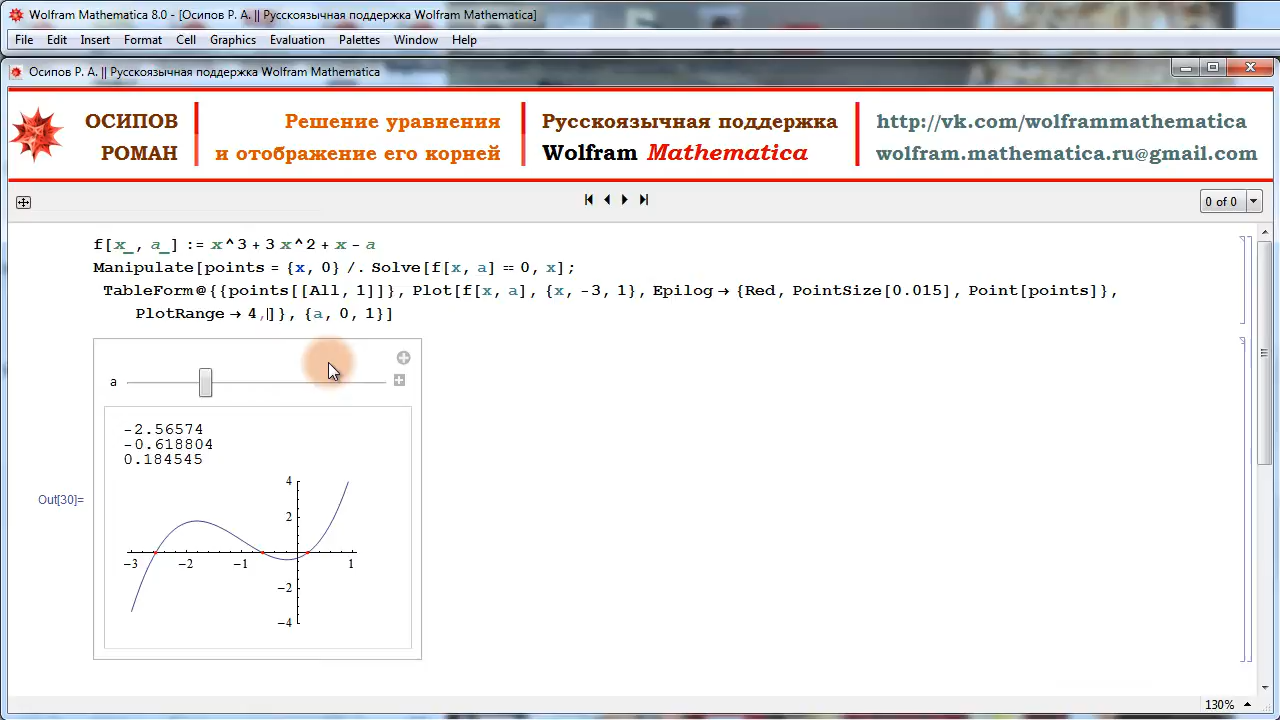 Wolfram Mathematica 8.0 - [Осипов Р. А. || Русскоязычная поддержка Wolfram Mathematica]
File Edit Insert Format Cell Graphics Evaluation Palettes Window Help
Осипов Р. А. || Русскоязычная поддержка Wolfram Mathematica
ОСИПОВ
РОМАН
Решение уравнения
и отображение его корней
Русскоязычная поддержка
Wolfram Mathematica
http://vk.com/wolframmathematica
wolfram.mathematica.ru@gmail.com
0 of 0
f[x_, a_] := x^3 + 3 x^2 + x - a
Manipulate[points = {x, 0} /. Solve[f[x, a] == 0, x];
TableForm@{{points[[All, 1]]}, Plot[f[x, a], {x, -3, 1}, Epilog → {Red, PointSize[0.015], Point[points]},
PlotRange → 4,]}, {a, 0, 1}]
a
-2.56574
-0.618804
0.184545
Out[30]=
4
2
-3 -2 -1 1
-2
-4
130%